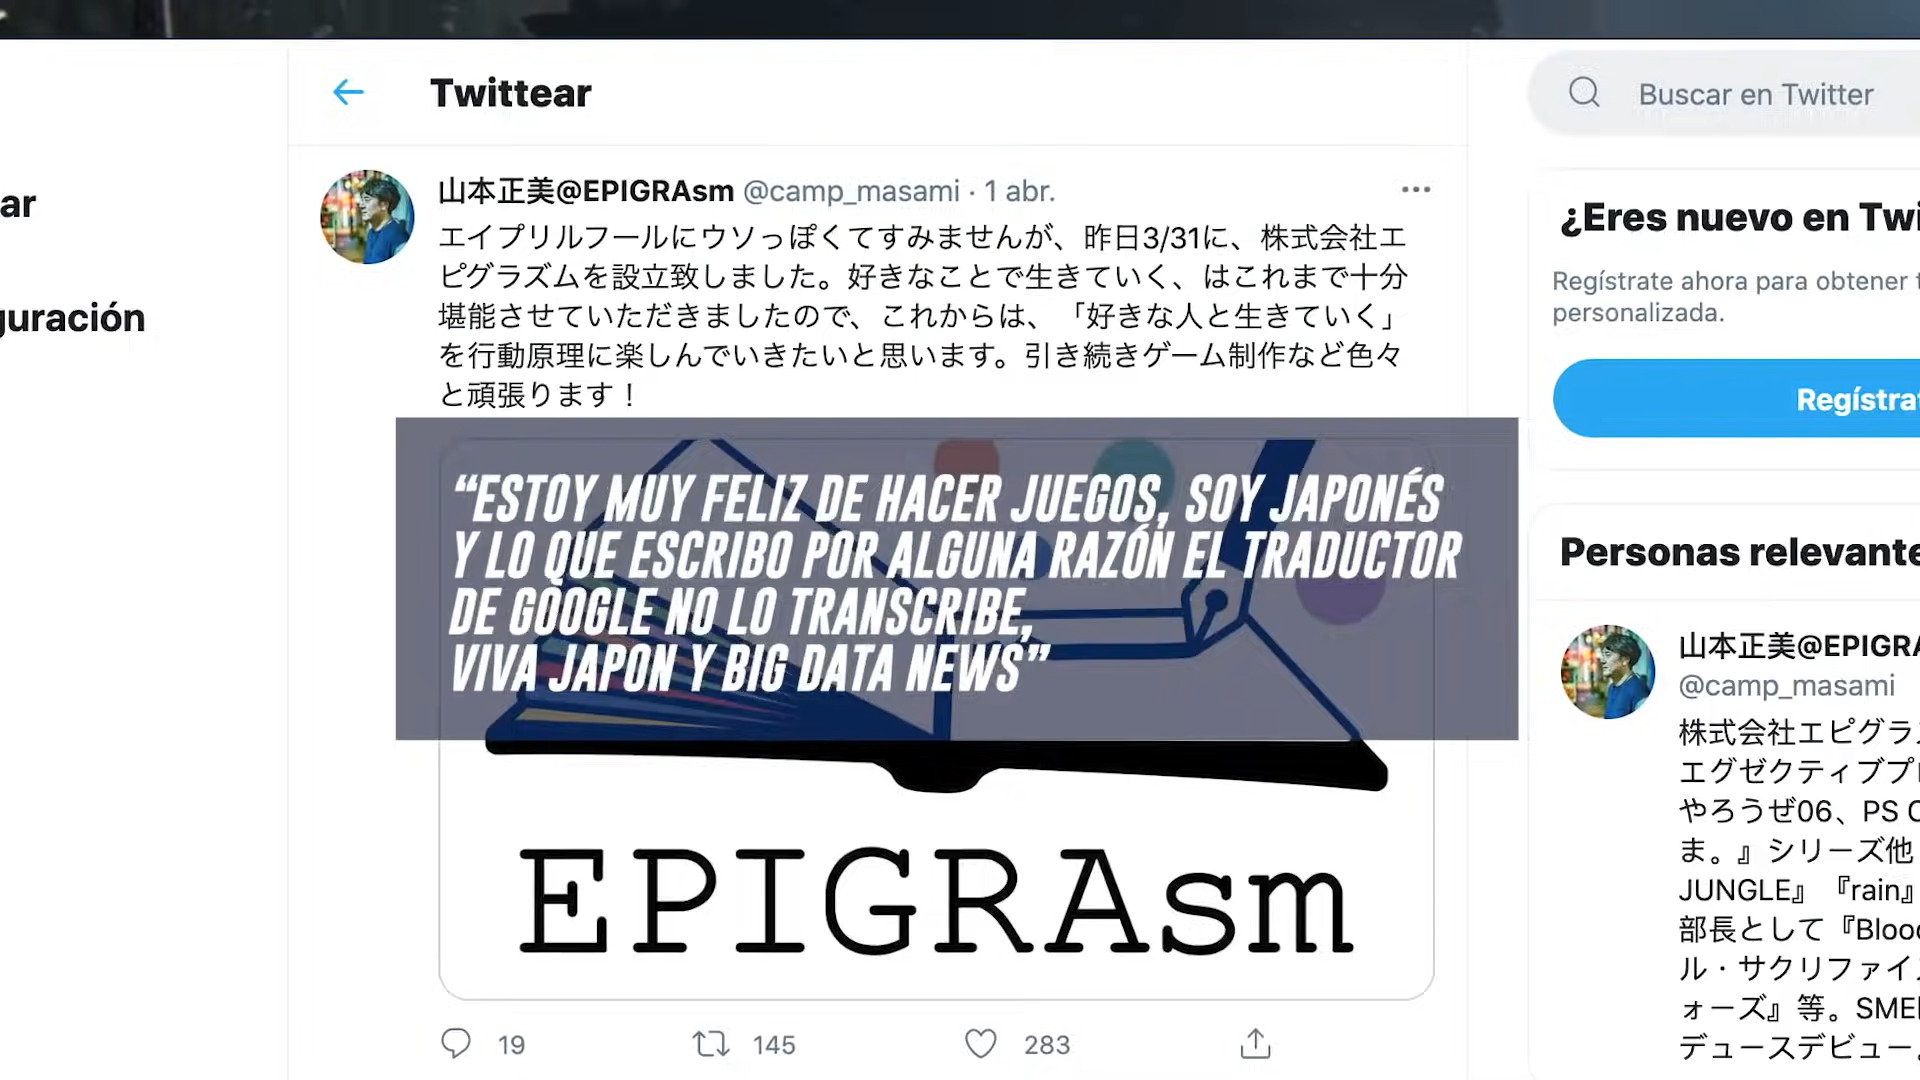 Twittear
Buscar en Twitter
ar
guración
山本正美@EPIGRAsm @camp_masami · 1 abr.
エイプリルフールにウソっぽくてすみませんが、昨日3/31に、株式会社エ
ピグラズムを設立致しました。好きなことで生きていく、はこれまで十分
堪能させていただきましたので、これからは、「好きな人と生きていく」
を行動原理に楽しんでいきたいと思います。引き続きゲーム制作など色々
と頑張ります！
“ESTOY MUY FELIZ DE HACER JUEGOS, SOY JAPONÉS
Y LO QUE ESCRIBO POR ALGUNA RAZÓN EL TRADUCTOR
DE GOOGLE NO LO TRANSCRIBE,
VIVA JAPON Y BIG DATA NEWS”
EPIGRAsm
19 145 283
¿Eres nuevo en Twi
Regístrate ahora para obtener t
personalizada.
Regístrat
Personas relevante
山本正美@EPIGRA
@camp_masami
株式会社エピグラズ
エグゼクティブプロ
やろうぜ06、PS C
ま。』シリーズ他
JUNGLE』『rain』
部長として『Blood
ル・サクリファイス
ォーズ』等。SMEI
デュースデビュー。